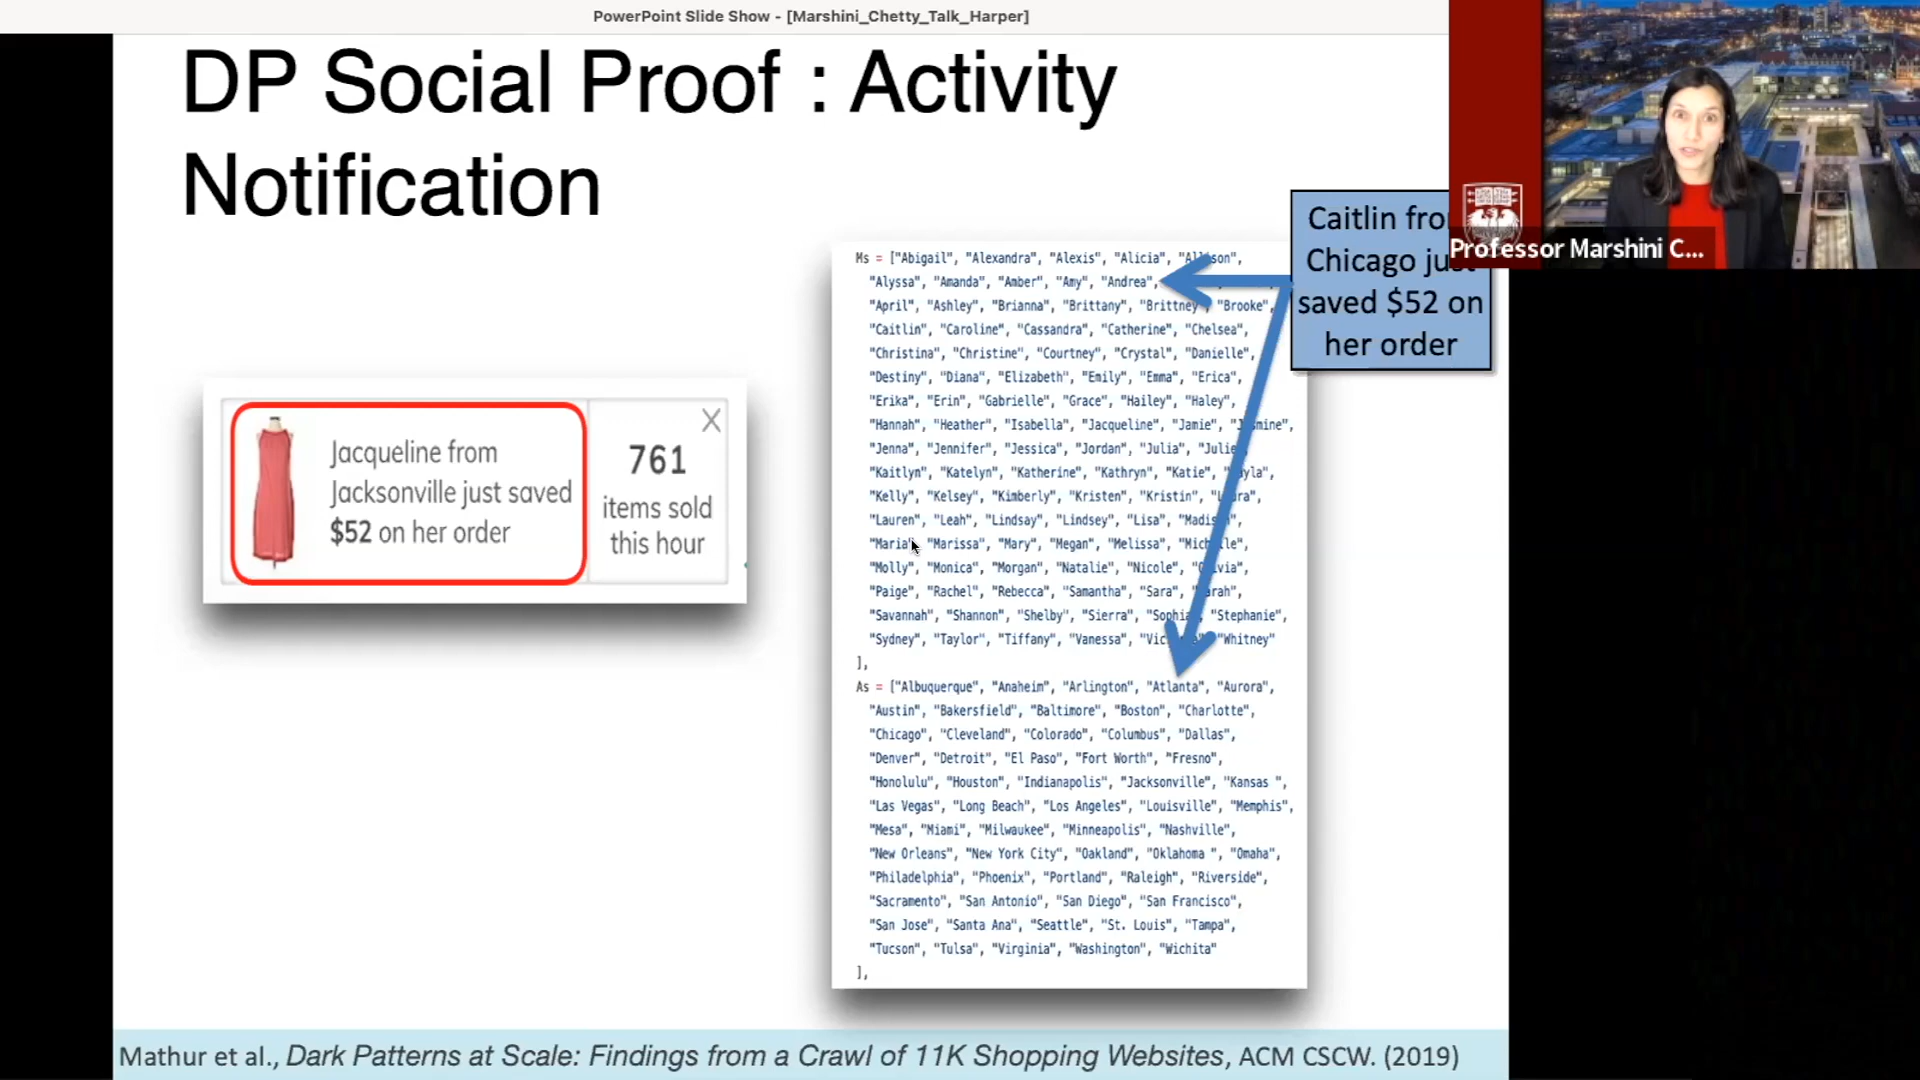 PowerPoint Slide Show - [Marshini_Chetty_Talk_Harper]
DP Social Proof : Activity
Notification
Jacqueline from
Jacksonville just saved
$52 on her order
X
761
items sold
this hour
Ms = ["Abigail", "Alexandra", "Alexis", "Alicia",
"Alyssa", "Amanda", "Amber", "Amy", "Andrea",
"April", "Ashley", "Brianna", "Brittany", "Brittney", "Brooke",
"Caitlin", "Caroline", "Cassandra", "Catherine", "Chelsea",
"Christina", "Christine", "Courtney", "Crystal", "Danielle",
"Destiny", "Diana", "Elizabeth", "Emily", "Emma", "Erica",
"Erika", "Erin", "Gabrielle", "Grace", "Hailey", "Haley",
"Hannah", "Heather", "Isabella", "Jacqueline", "Jamie",
"Jenna", "Jennifer", "Jessica", "Jordan", "Julia",
"Kaitlyn", "Katelyn", "Katherine", "Kathryn", "Katie",
"Kelly", "Kelsey", "Kimberly", "Kristen", "Kristin",
"Lauren", "Leah", "Lindsay", "Lindsey", "Lisa",
"Maria", "Marissa", "Mary", "Megan", "Melissa",
"Molly", "Monica", "Morgan", "Natalie", "Nicole",
"Paige", "Rachel", "Rebecca", "Samantha", "Sara",
"Savannah", "Shannon", "Shelby", "Sierra", "Stephanie",
"Sydney", "Taylor", "Tiffany", "Vanessa", "Whitney"
],
As = ["Albuquerque", "Anaheim", "Arlington", "Atlanta", "Aurora",
"Austin", "Bakersfield", "Baltimore", "Boston", "Charlotte",
"Chicago", "Cleveland", "Colorado", "Columbus", "Dallas",
"Denver", "Detroit", "El Paso", "Fort Worth", "Fresno",
"Honolulu", "Houston", "Indianapolis", "Jacksonville", "Kansas ",
"Las Vegas", "Long Beach", "Los Angeles", "Louisville", "Memphis",
"Mesa", "Miami", "Milwaukee", "Minneapolis", "Nashville",
"New Orleans", "New York City", "Oakland", "Oklahoma ", "Omaha",
"Philadelphia", "Phoenix", "Portland", "Raleigh", "Riverside",
"Sacramento", "San Antonio", "San Diego", "San Francisco",
"San Jose", "Santa Ana", "Seattle", "St. Louis", "Tampa",
"Tucson", "Tulsa", "Virginia", "Washington", "Wichita"
],
Caitlin
Chicago
saved $52 on
her order
Professor Marshini C...
Mathur et al., Dark Patterns at Scale: Findings from a Crawl of 11K Shopping Websites, ACM CSCW. (2019)